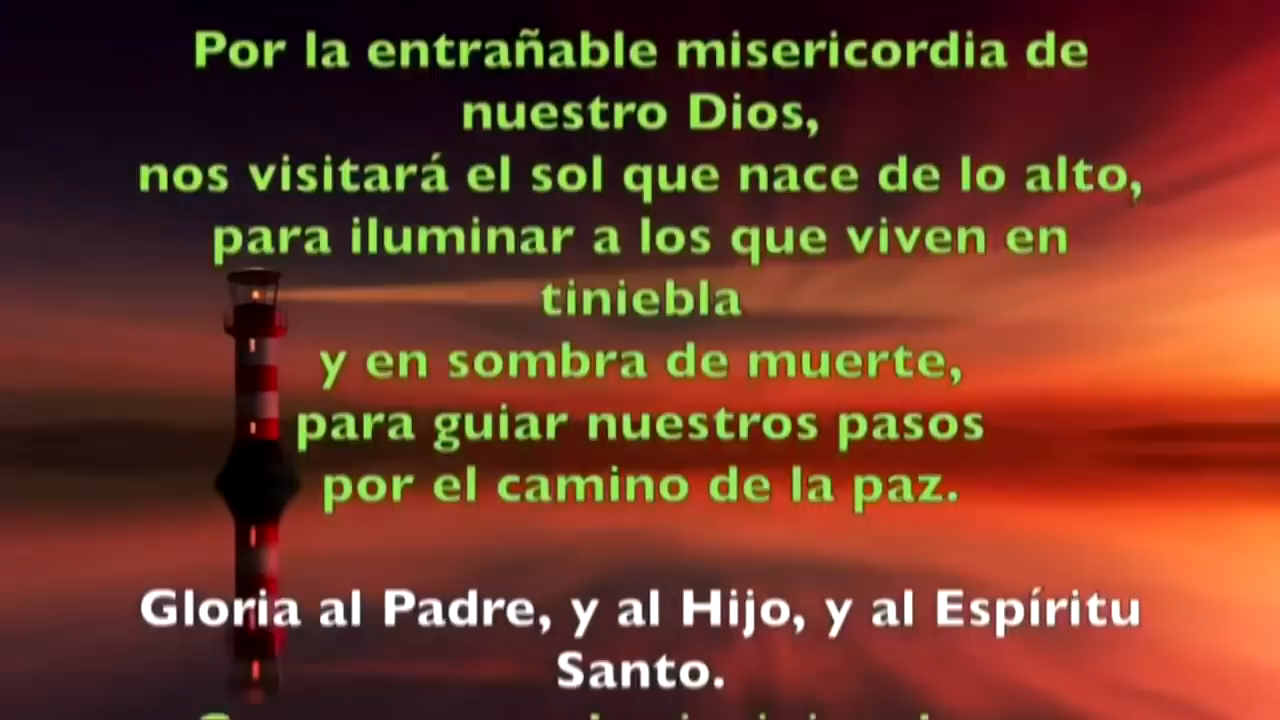 Por la entrañable misericordia de
nuestro Dios,
nos visitará el sol que nace de lo alto,
para iluminar a los que viven en
tiniebla
y en sombra de muerte,
para guiar nuestros pasos
por el camino de la paz.
Gloria al Padre, y al Hijo, y al Espíritu
Santo.